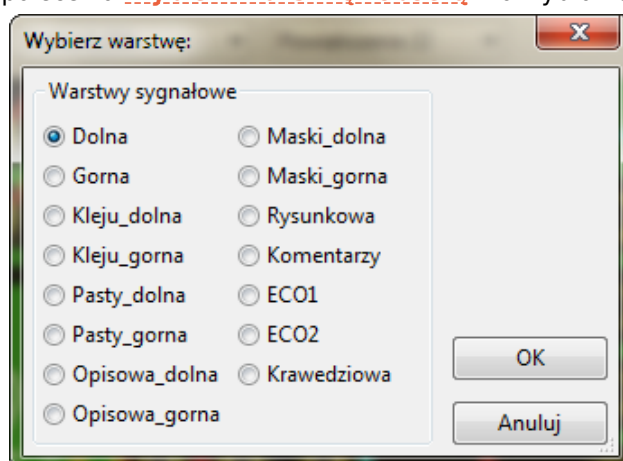 Wybierz warstwę:
Warstwy sygnałowe
Dolna
Gorna
Kleju_dolna
Kleju_gorna
Pasty_dolna
Pasty_gorna
Opisowa_dolna
Opisowa_gorna
Maski_dolna
Maski_gorna
Rysunkowa
Komentarzy
ECO1
ECO2
Krawedziowa
OK
Anuluj